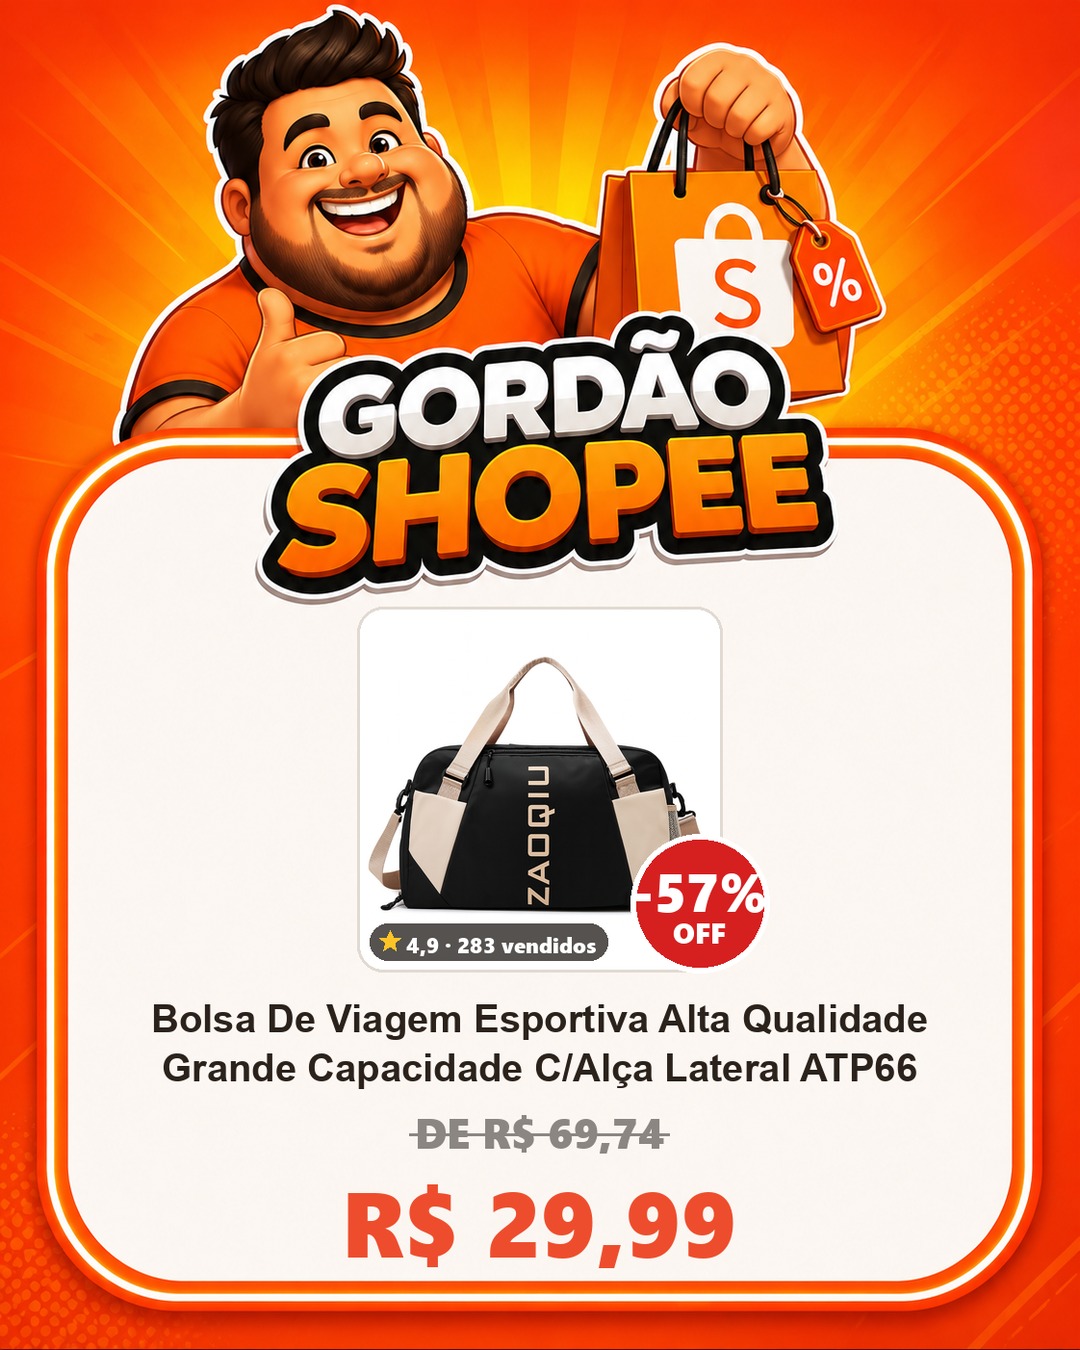 S
%
GORDÃO
SHOPEE
ZAOQIU
-57%
OFF
4,9 · 283 vendidos
Bolsa De Viagem Esportiva Alta Qualidade
Grande Capacidade C/Alça Lateral ATP66
DE R$ 69,74
R$ 29,99